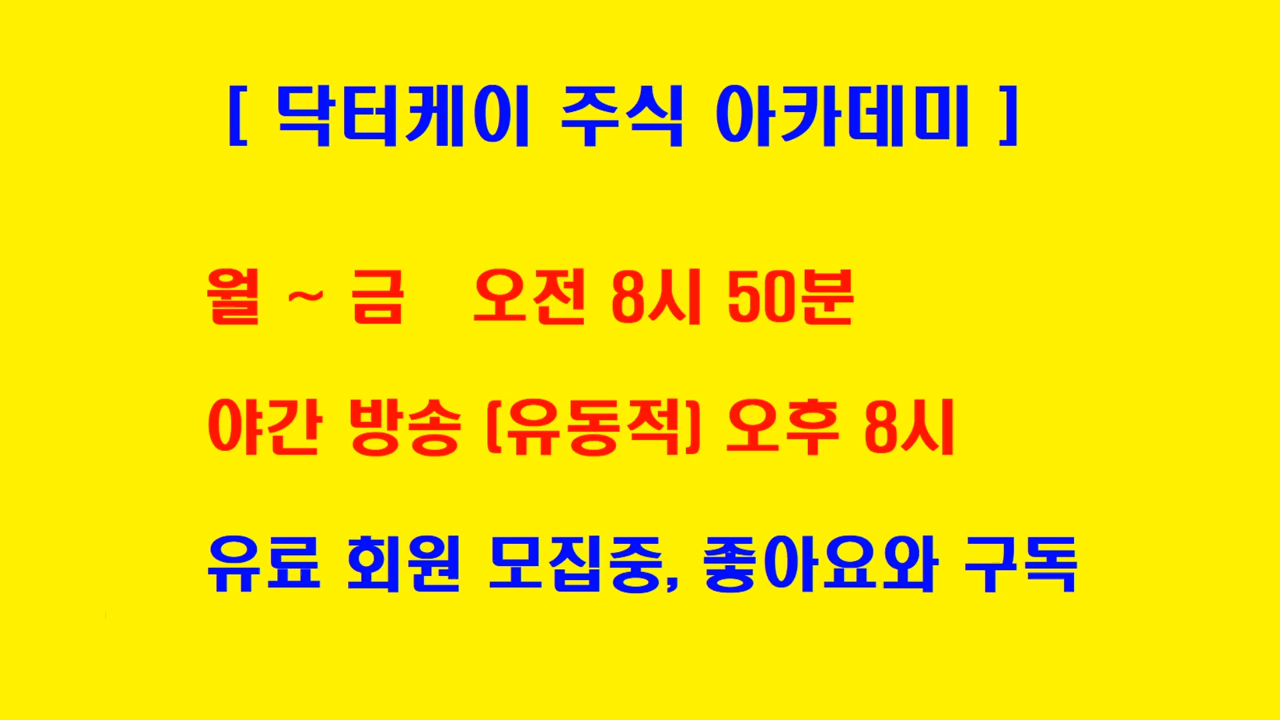 [ 닥터케이 주식 아카데미 ]
월 ~ 금 오전 8시 50분
야간 방송 (유동적) 오후 8시
유료 회원 모집중, 좋아요와 구독